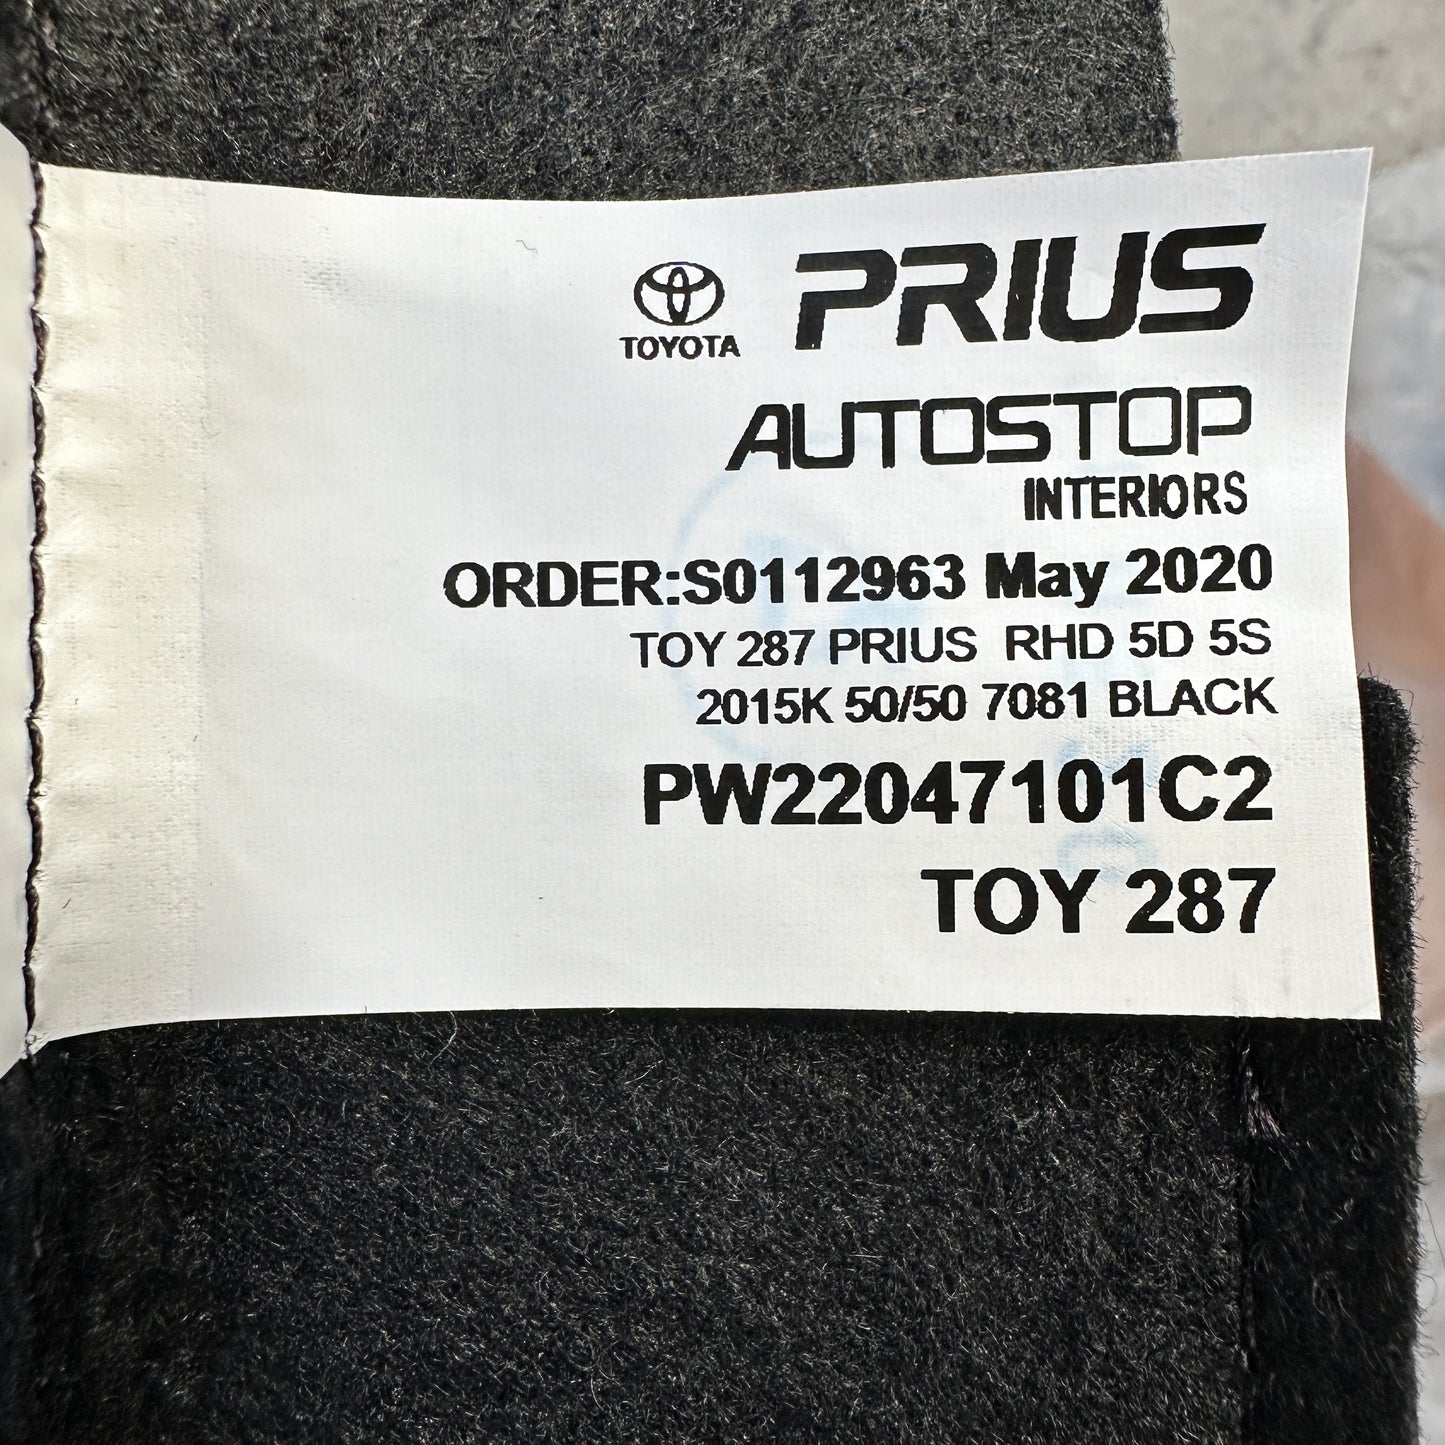 TOYOTA PRIUS
AUTOSTOP
INTERIORS
ORDER:S0112963 May 2020
TOY 287 PRIUS RHD 5D 5S
2015K 50/50 7081 BLACK
PW22047101C2
TOY 287